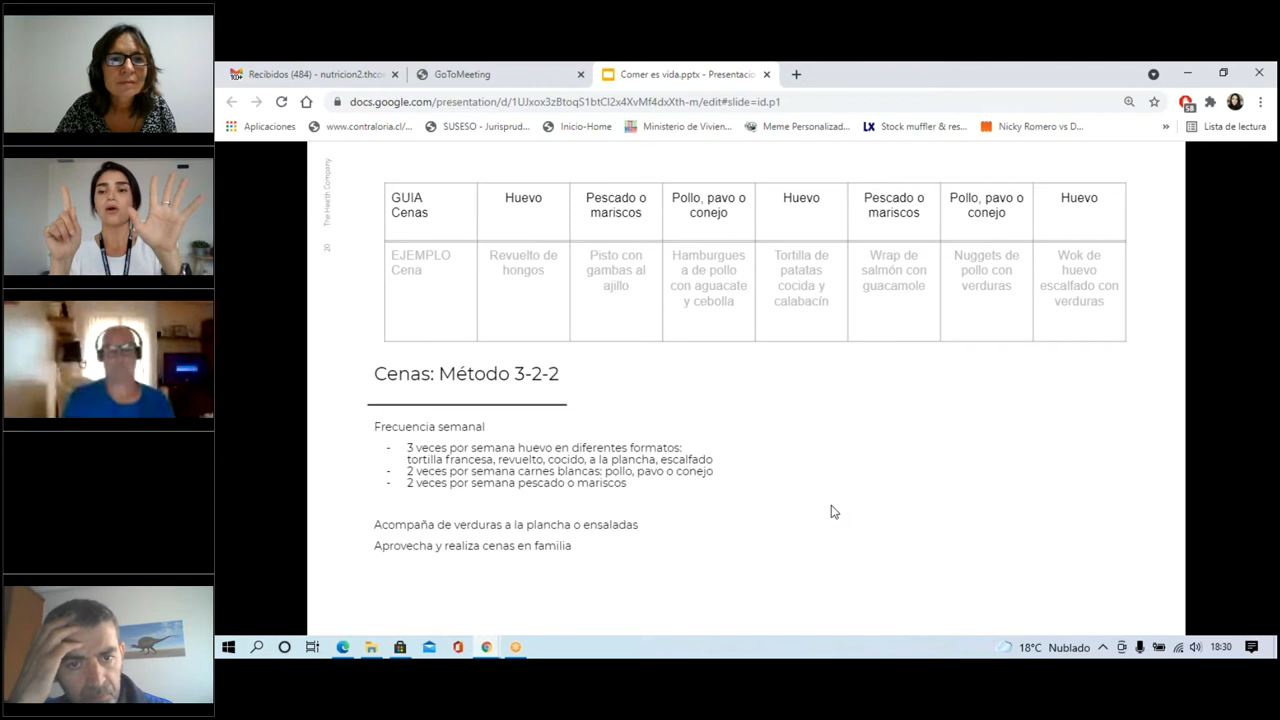 Recibidos (484) - nutricion2.thco
GoToMeeting
Comer es vida.pptx - Presentacio
docs.google.com/presentation/d/1UJxox3zBtoqS1btCl2x4XvMf4dxXth-m/edit#slide=id.p1
58
Aplicaciones
www.contraloria.cl/...
SUSESO - Jurisprud...
Inicio-Home
Ministerio de Vivien...
Meme Personalizad...
LX Stock muffler & res...
Nicky Romero vs D...
»
Lista de lectura
The Health Company
20
GUIA
Cenas
Huevo
Pescado o
mariscos
Pollo, pavo o
conejo
Huevo
Pescado o
mariscos
Pollo, pavo o
conejo
Huevo
EJEMPLO
Cena
Revuelto de
hongos
Pisto con
gambas al
ajillo
Hamburgues
a de pollo
con aguacate
y cebolla
Tortilla de
patatas
cocida y
calabacín
Wrap de
salmón con
guacamole
Nuggets de
pollo con
verduras
Wok de
huevo
escalfado con
verduras
Cenas: Método 3-2-2
Frecuencia semanal
- 3 veces por semana huevo en diferentes formatos:
tortilla francesa, revuelto, cocido, a la plancha, escalfado
- 2 veces por semana carnes blancas: pollo, pavo o conejo
- 2 veces por semana pescado o mariscos
Acompaña de verduras a la plancha o ensaladas
Aprovecha y realiza cenas en familia
18°C Nublado
18:30